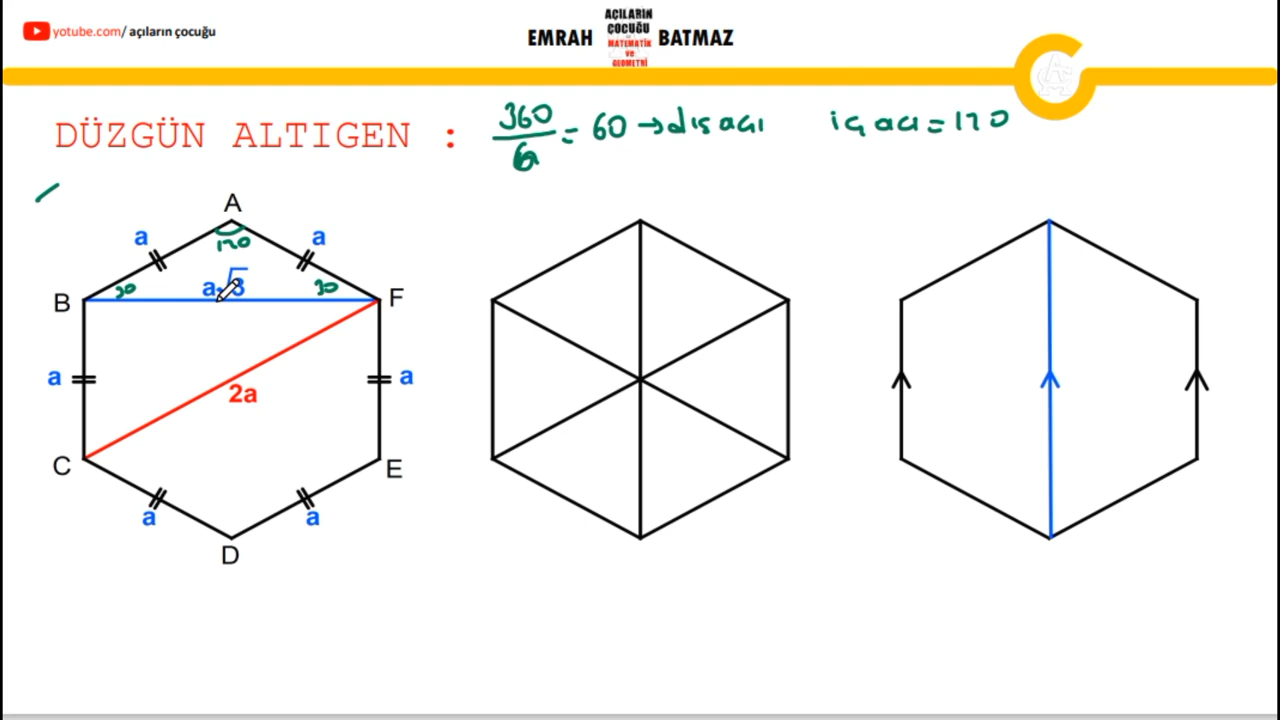 yotube.com/ açıların çocuğu
EMRAH
AÇILARIN
ÇOCUĞU
MATEMATİK
ve
GEOMETRİ
BATMAZ
DÜZGÜN ALTIGEN :
360/6 = 60 → dış açı
iç açı = 120
A
a
a
120
a√3
30
30
B
F
a
a
2a
C
E
a
a
D